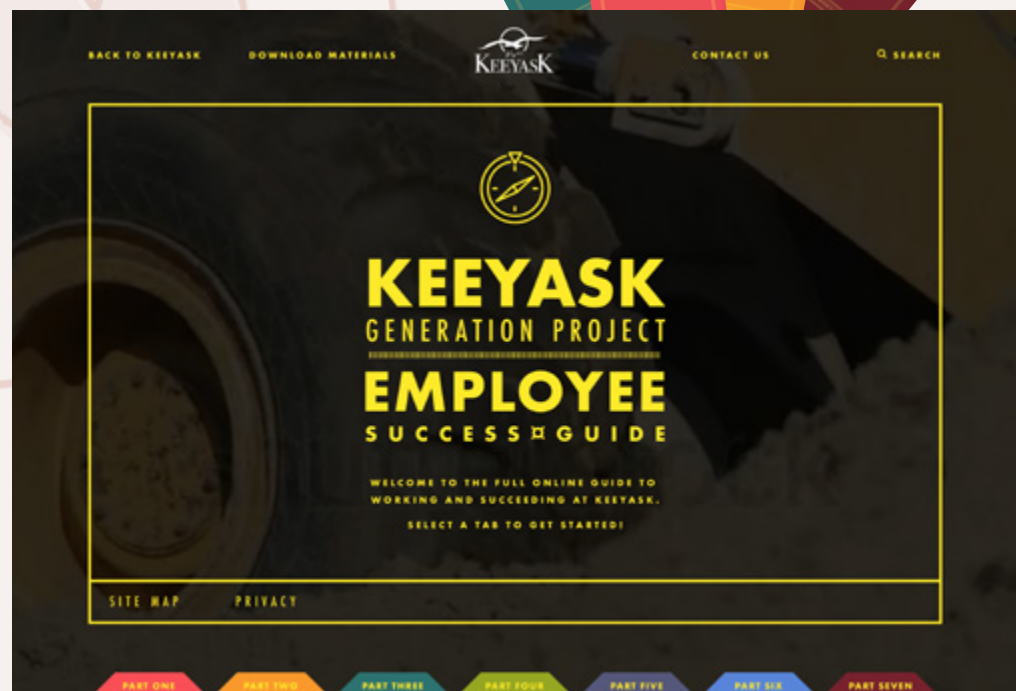 BACK TO KEEYASK
DOWNLOAD MATERIALS
KEEYASK
CONTACT US
SEARCH
KEEYASK
GENERATION PROJECT
EMPLOYEE
SUCCESS¤GUIDE
WELCOME TO THE FULL ONLINE GUIDE TO
WORKING AND SUCCEEDING AT KEEYASK.
SELECT A TAB TO GET STARTED!
SITE MAP
PRIVACY
PART ONE
PART TWO
PART THREE
PART FOUR
PART FIVE
PART SIX
PART SEVEN